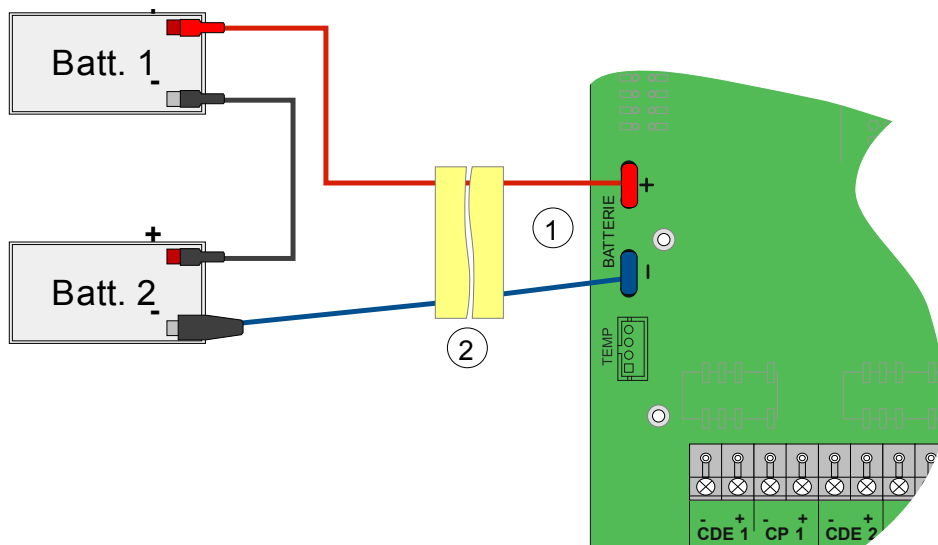 Batt. 1
-
+
Batt. 2
-
1
2
BATTERIE
+
-
TEMP
- + - + - +
CDE 1 CP 1 CDE 2